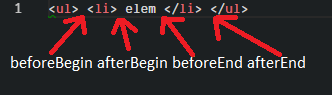 1 <ul> <li> elem </li> </ul>
beforeBegin afterBegin beforeEnd afterEnd